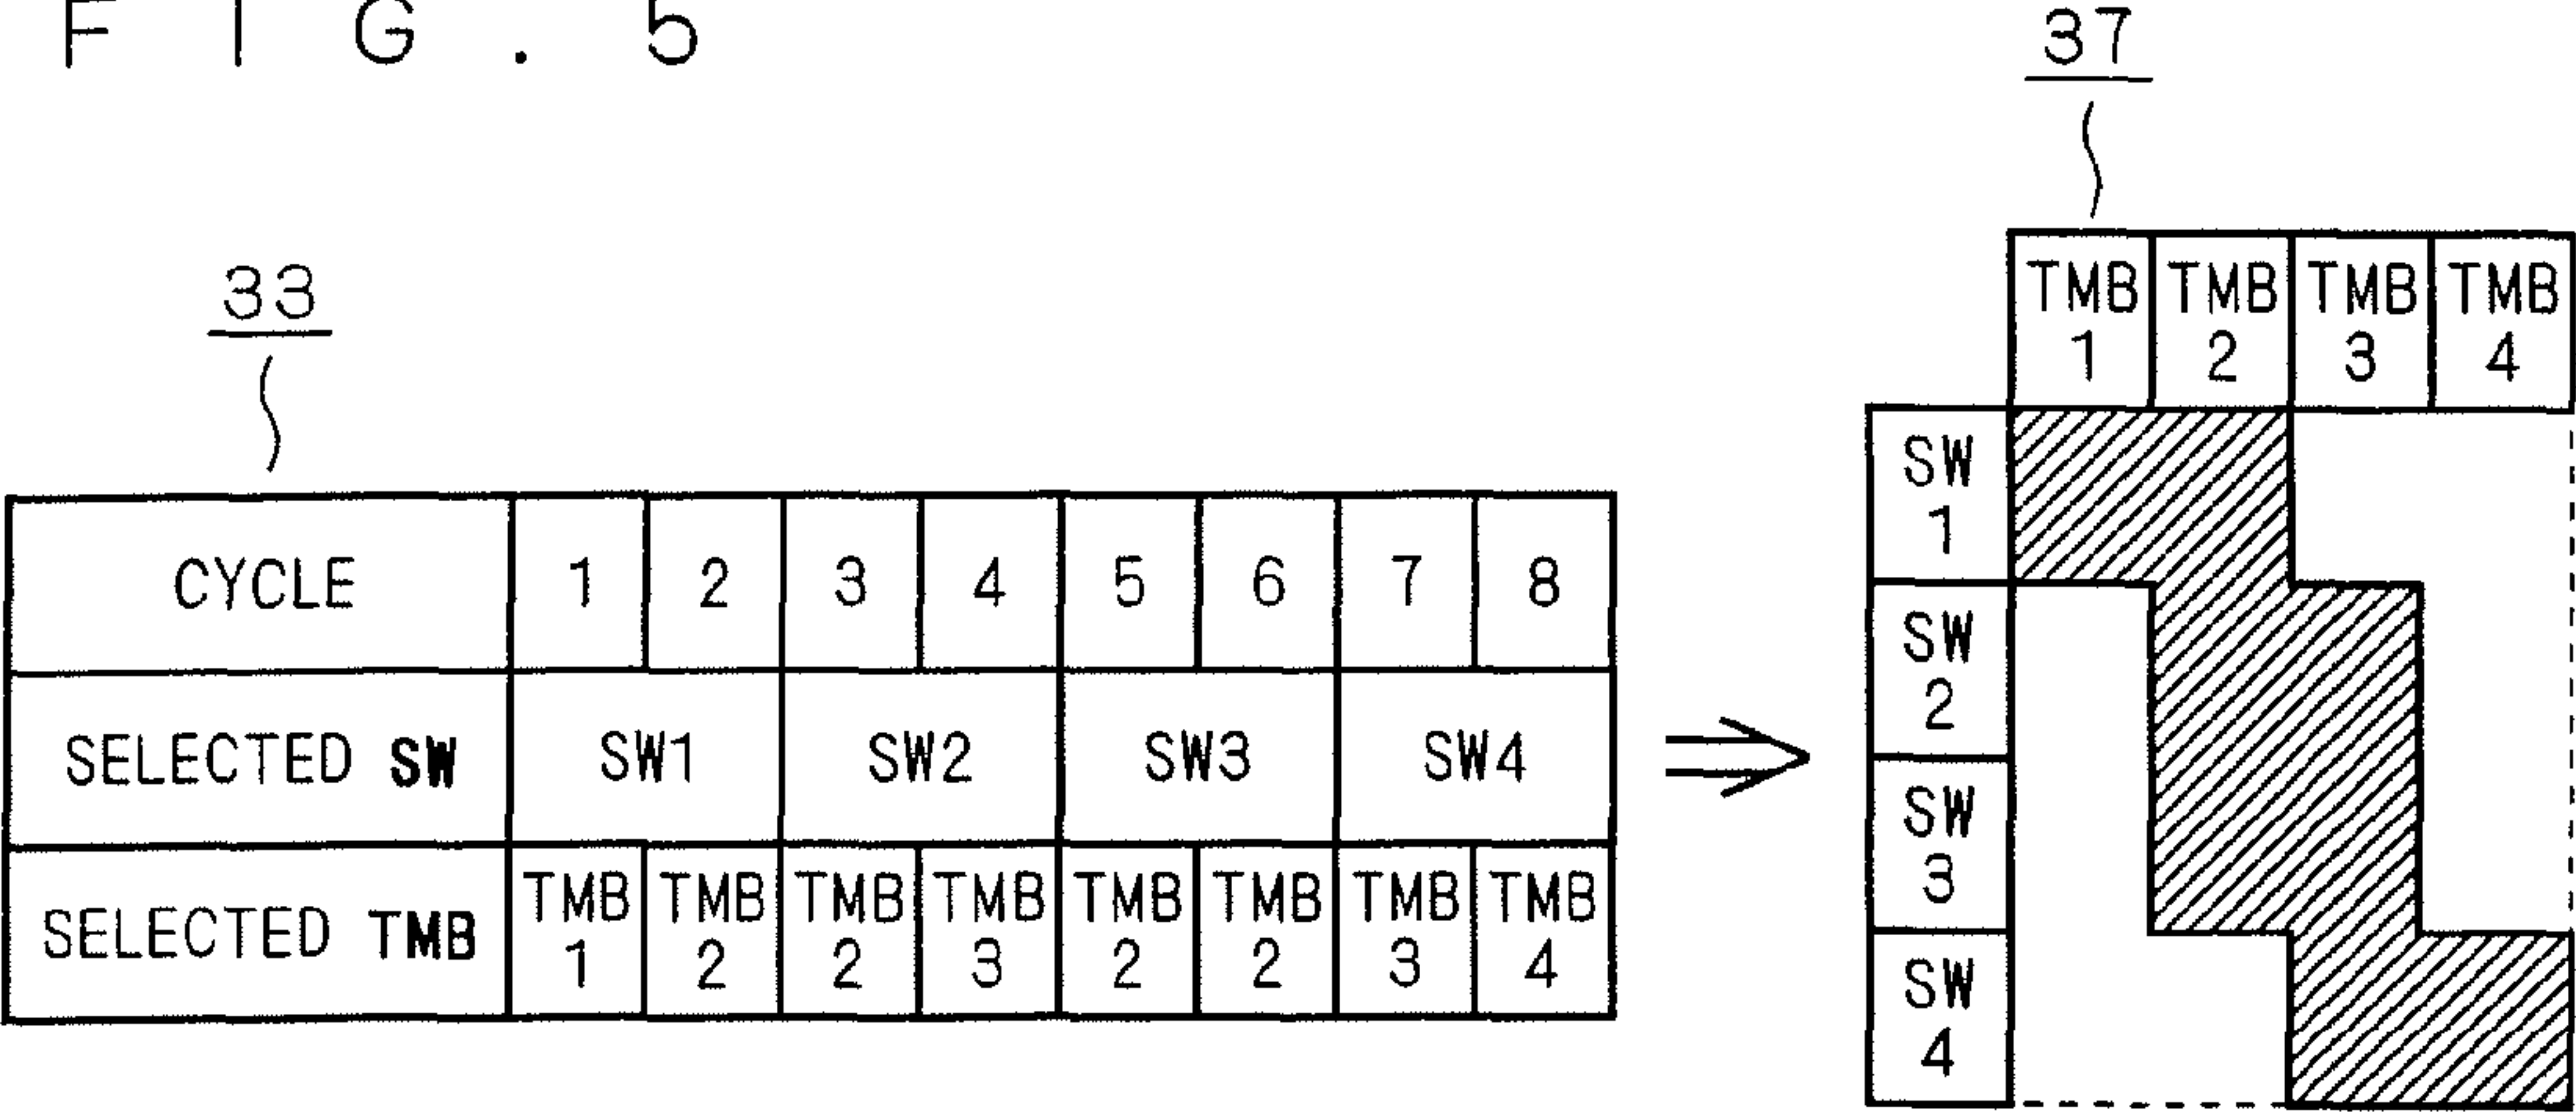 F I G . 5
33
CYCLE 1 2 3 4 5 6 7 8
SELECTED SW SW1 SW2 SW3 SW4
SELECTED TMB TMB 1 TMB 2 TMB 2 TMB 3 TMB 2 TMB 2 TMB 3 TMB 4
37
TMB 1 TMB 2 TMB 3 TMB 4
SW 1
SW 2
SW 3
SW 4